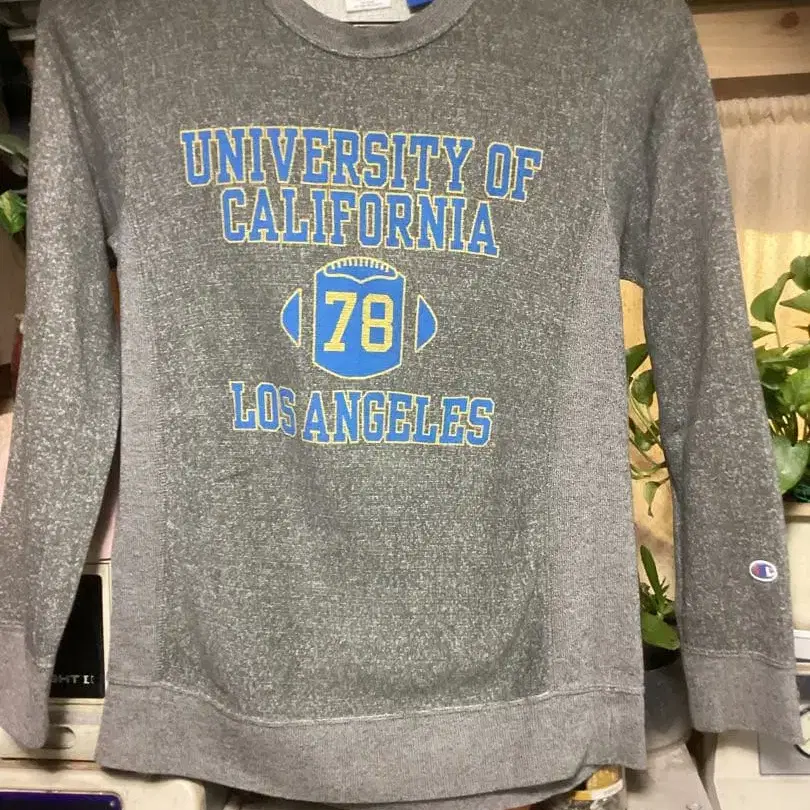 UNIVERSITY OF
CALIFORNIA
78
LOS ANGELES